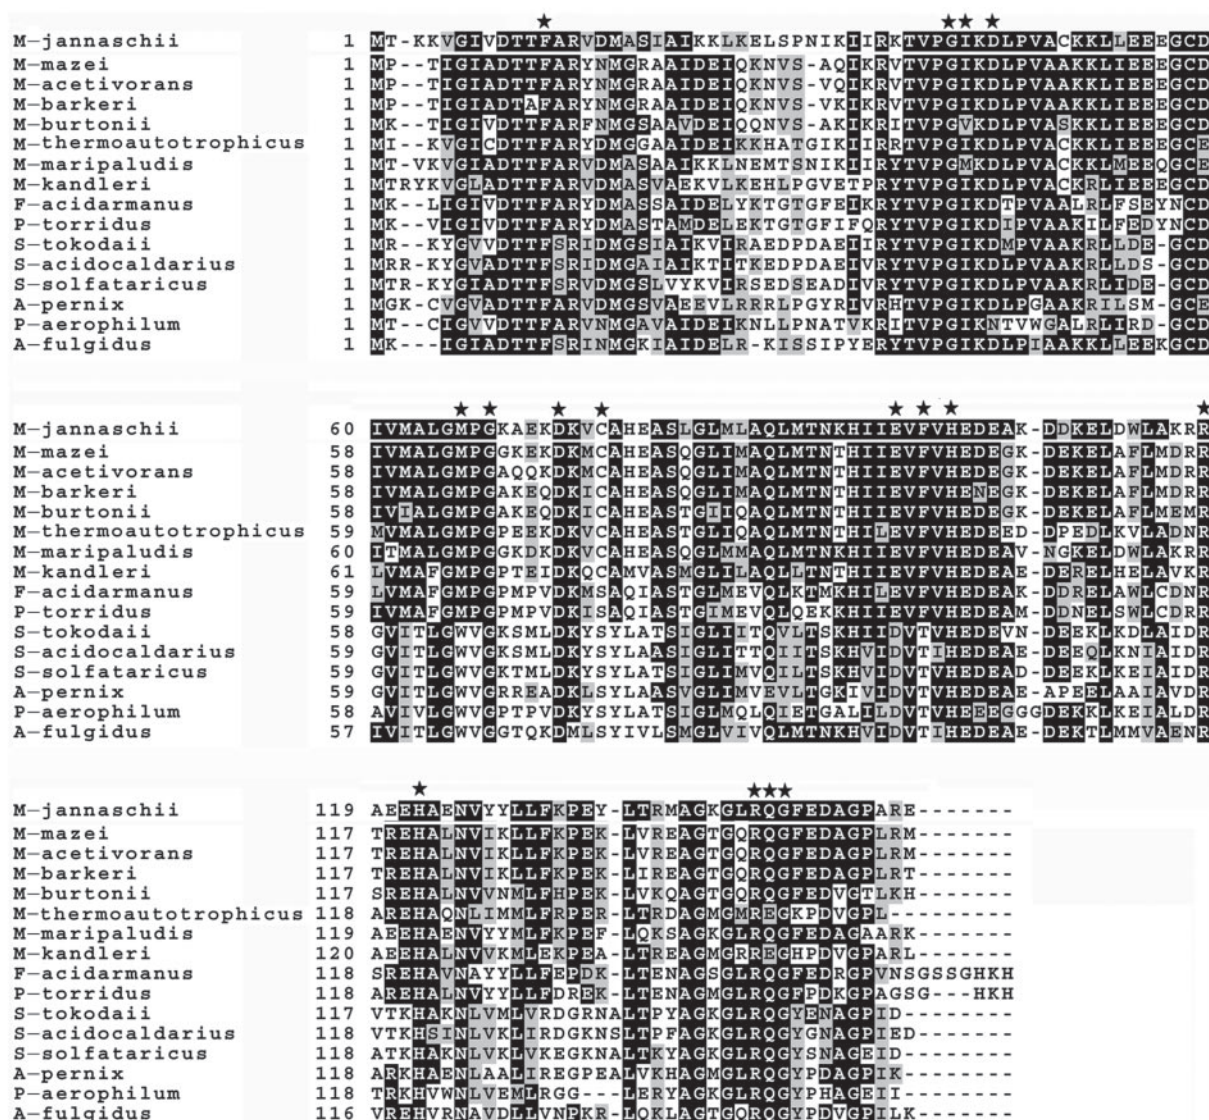 ★ ★★ ★
M-jannaschii 1 MT-KKVGIVDTTFARVDMASIAIKKLKELSPNIKIIRKTVPGIKDLPVACKKLLEEEGCD
M-mazei 1 MP--TIGIADTTFARYNMGRAAIDEIQKNVS-AQIKRVTVPGIKDLPVAAKKLIEEEGCD
M-acetivorans 1 MP--TIGIADTTFARYNMGRAAIDEIQKNVS-VQIKRVTVPGIKDLPVAAKKLIEEEGCD
M-barkeri 1 MP--TIGIADTAFARYNMGRAAIDEIQKNVS-VKIKRVTVPGIKDLPVAAKKLIEEEGCD
M-burtonii 1 MK--TIGIVDTTFARFNMGSAAVDEIQQNVS-AKIKRITVPGVKDLPVASKKLIEEEGCD
M-thermoautotrophicus 1 MI--KVGICDTTFARYDMGGAAIDEIKKHATGIKIIRRTVPGIKDLPVACKKLIEEEGCE
M-maripaludis 1 MT-VKVGIADTTFARVDMASAAIKKLNEMTSNIKIIRYTVPGMKDLPVACKKLMEEQGCE
M-kandleri 1 MTRYKVGLADTTFARVDMASVAEKVLKEHLPGVETPRYTVPGIKDLPVACKRLIEEEGCD
F-acidarmanus 1 MK--LIGIVDTTFARYDMASSAIDELYKTGTGFEIKRYTVPGIKDTPVAALRLFSEYNCD
P-torridus 1 MK--VIGIVDTTFARYDMASTAMDELEKTGTGFIFQRYTVPGIKDIPVAAKILFEDYNCD
S-tokodaii 1 MR--KYGVVDTTFSRIDMGSIAIKVIRAEDPDAEIIRYTVPGIKDMPVAAKRLLDE-GCD
S-acidocaldarius 1 MRR-KYGVADTTFSRIDMGAIAIKTITKEDPDAEIVRYTVPGIKDLPVAAKRLLDS-GCD
S-solfataricus 1 MTR-KYGVVDTTFSRVDMGSLVYKVIRSEDSEADIVRYTVPGIKDLPVAAKRLIDE-GCD
A-pernix 1 MGK-CVGVADTTFARVDMGSVAEEVLRRRLPGYRIVRHTVPGIKDLPGAAKRILSM-GCE
P-aerophilum 1 MT--CIGVVDTTFARVNMGAVAIDEIKNLLPNATVKRITVPGIKNTVWGALRLIRD-GCD
A-fulgidus 1 MK---IGIADTTFSRINMGKIAIDELR-KISSIPYERYTVPGIKDLPIAAKKLLEEKGCD
★ ★ ★ ★ ★ ★ ★ ★
M-jannaschii 60 IVMALGMPGKAEKDKVCAHEASLGLMLAQLMTNKHIIEVFVHEDEAK-DDKELDWLAKRR
M-mazei 58 IVMALGMPGGKEKDKMCAHEASQGLIMAQLMTNTHIIEVFVHEDEGK-DEKELAFLMDRR
M-acetivorans 58 IVMALGMPGAQQKDKMCAHEASQGLIMAQLMTNTHIIEVFVHEDEGK-DEKELAFLMDRR
M-barkeri 58 IVMALGMPGAKEQDKICAHEASQGLIMAQLMTNTHIIEVFVHENEGK-DEKELAFLMDRR
M-burtonii 58 IVIALGMPGAKEQDKICAHEASTGIIQAQLMTNTHIIEVFVHEDEGK-DEKELAFLMEMR
M-thermoautotrophicus 59 MVMALGMPGPEEKDKVCAHEASTGLIQAQLMTNTHILEVFVHEDEED-DPEDLKVLADNR
M-maripaludis 60 ITMALGMPGGKDKDKVCAHEASQGLMMAQLMTNKHIIEVFVHEDEAV-NGKELDWLAKRR
M-kandleri 61 LVMAFGMPGPTEIDKQCAMVASMGLILAQLLTNTHIIEVFVHEDEAE-DERELHELAVKR
F-acidarmanus 59 LVMAFGMPGPMPVDKMSAQIASTGLMEVQLKTMKHILEVFVHEDEAK-DDRELAWLCDNR
P-torridus 59 IVMAFGMPGPMPVDKISAQIASTGIMEVQLQEKKHIIEVFVHEDEAM-DDNELSWLCDRR
S-tokodaii 58 GVITLGWVGKSMLDKYSYLATSIGLIITQVLTSKHIIDVTVHEDEVN-DEEKLKDLAIDR
S-acidocaldarius 59 GVITLGWVGKSMLDKYSYLAASIGLITTQIITSKHVIDVTIHEDEAD-DEEQLKNIAIDR
S-solfataricus 59 GVITLGWVGKTMLDKYSYLATSIGLIMVQILTSKHVIDVTVHEDEAD-DEEKLKEIAIDR
A-pernix 59 GVITLGWVGRREADKLSYLAASVGLIMVEVLTGKIVIDVTVHEDEAE-APEELAAIAVDR
P-aerophilum 58 AVIVLGWVGPTPVDKYSYLATSIGLMQLQIETGALILDVTVHEEEGGGDEKKLKEIALDR
A-fulgidus 57 IVITLGWVGGTQKDMLSYIVLSMGLVIVQLMTNKHVIDVTIHEDEAE-DEKTLMMVAENR
★ ★★★
M-jannaschii 119 AEEHAENVYYLLFKPEY-LTRMAGKGLRQGFEDAGPARE-------
M-mazei 117 TREHALNVIKLLFKPEK-LVREAGTGQRQGFEDAGPLRM-------
M-acetivorans 117 TREHALNVIKLLFKPEK-LVREAGTGQRQGFEDAGPLRM-------
M-barkeri 117 TREHALNVIKLLFKPEK-LIREAGTGQRQGFEDAGPLRT-------
M-burtonii 117 SREHALNVVNMLFHPEK-LVKQAGTGQRQGFEDVGTLKH-------
M-thermoautotrophicus 118 AREHAQNLIMMLFRPER-LTRDAGMGMREGKPDVGPL---------
M-maripaludis 119 AEEHAENVYYMLFKPEF-LQKSAGKGLRQGFEDAGAARK-------
M-kandleri 120 AEEHALNVVKMLEKPEA-LTREAGMGRREGHPDVGPARL-------
F-acidarmanus 118 SREHAVNAYYLLFEPDK-LTENAGSGLRQGFEDRGPVNSGSSGHKH
P-torridus 118 AREHALNVYYLLFDREK-LTENAGMGLRQGFPDKGPAGSG---HKH
S-tokodaii 117 VTKHAKNLVMLVRDGRNALTPYAGKGLRQGYENAGPID--------
S-acidocaldarius 118 VTKHSINLVKLIRDGKNSLTPFAGKGLRQGYGNAGPIED-------
S-solfataricus 118 ATKHAKNLVKLVKEGKNALTKYAGKGLRQGYSNAGEID--------
A-pernix 118 ARKHAENLAALIREGPEALVKHAGKGLRQGYPDAGPIK--------
P-aerophilum 118 TRKHVWNLVEMLRGG---LERYAGKGLRQGYPHAGEII--------
A-fulgidus 116 VREHVRNAVDLLVNPKR-LQKLAGTGQRQGYPDVGPILK-------